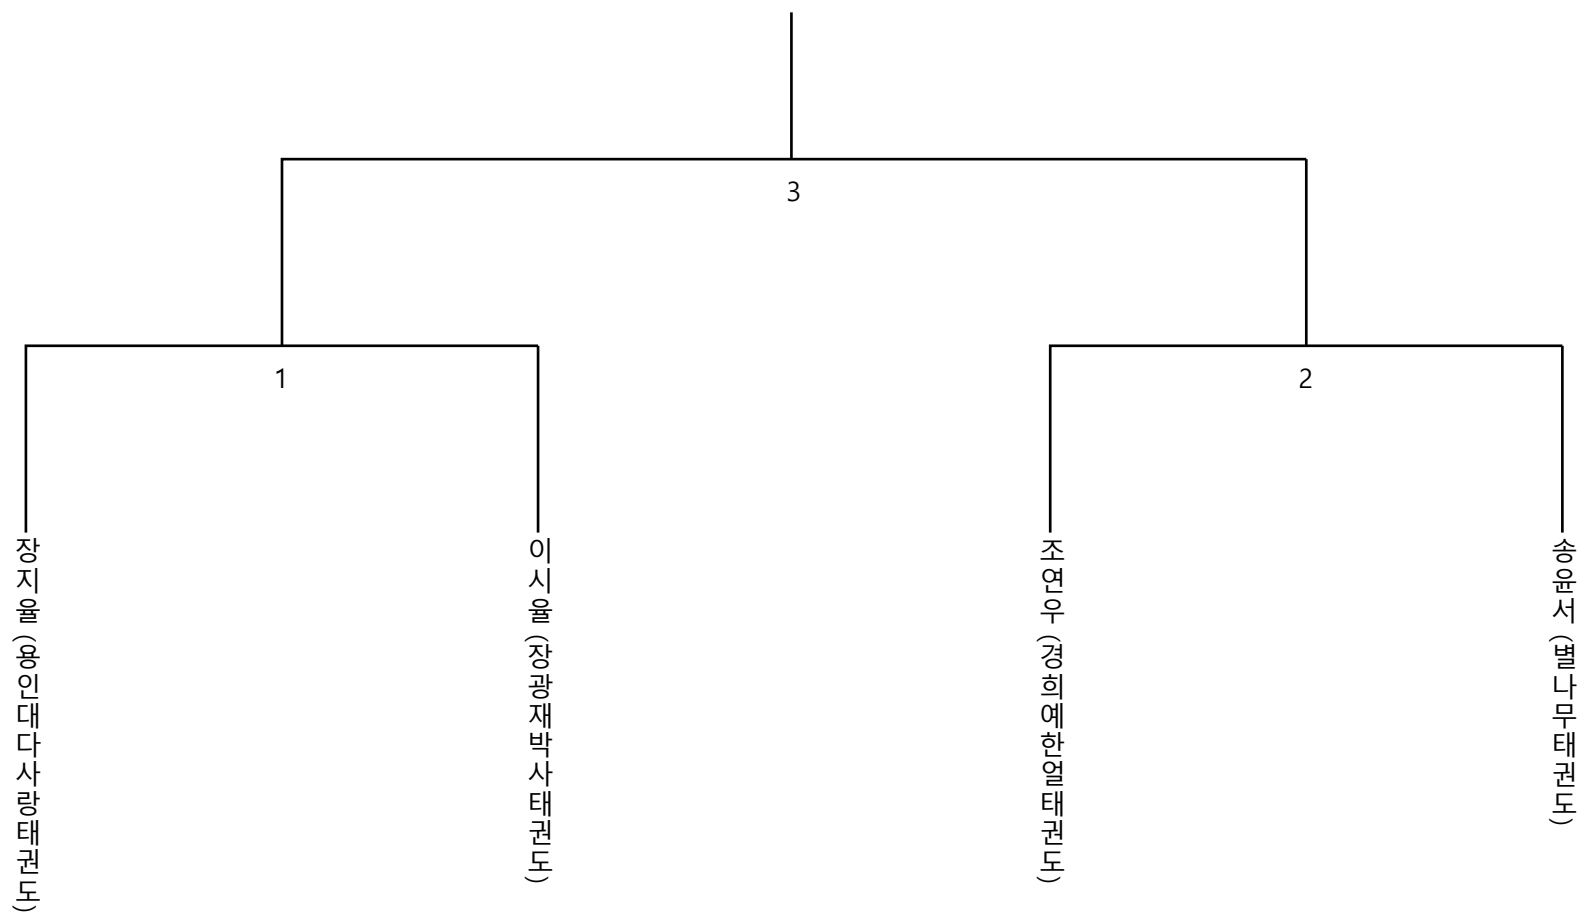 3
1
2
장지율 (용인대다사랑태권도)
이시율 (장광재박사태권도)
조연우 (경희예한얼태권도)
송윤서 (별나무태권도)